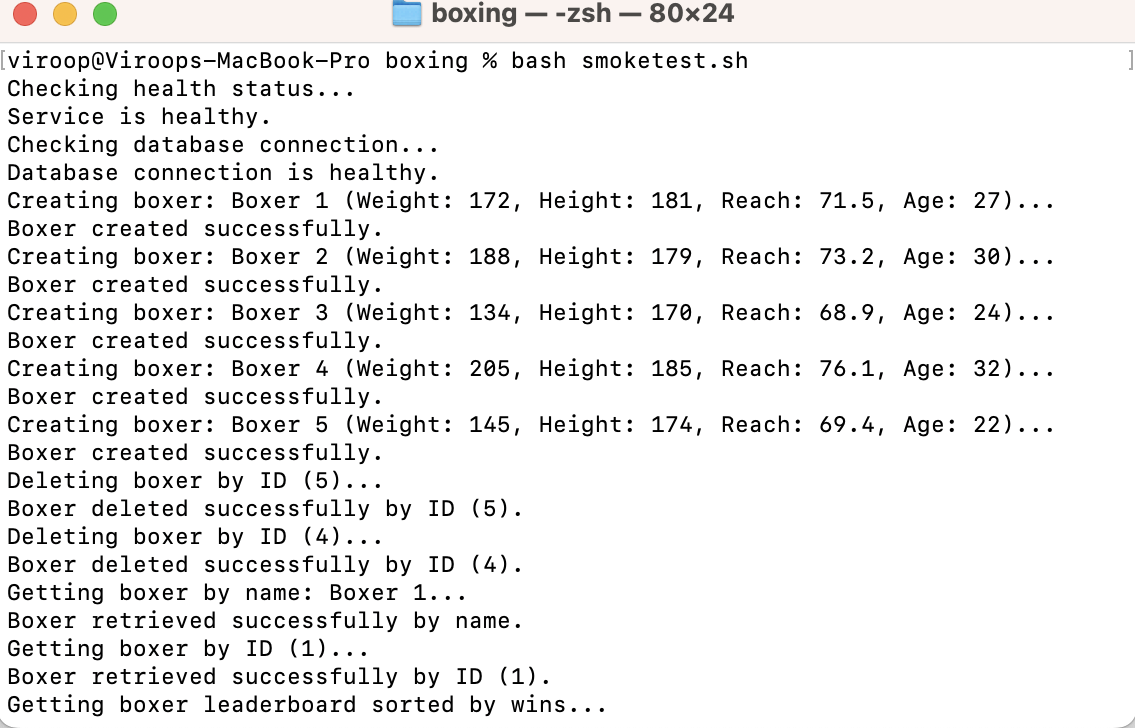 boxing — -zsh — 80×24
[viroop@Viroops-MacBook-Pro boxing % bash smoketest.sh ]
Checking health status...
Service is healthy.
Checking database connection...
Database connection is healthy.
Creating boxer: Boxer 1 (Weight: 172, Height: 181, Reach: 71.5, Age: 27)...
Boxer created successfully.
Creating boxer: Boxer 2 (Weight: 188, Height: 179, Reach: 73.2, Age: 30)...
Boxer created successfully.
Creating boxer: Boxer 3 (Weight: 134, Height: 170, Reach: 68.9, Age: 24)...
Boxer created successfully.
Creating boxer: Boxer 4 (Weight: 205, Height: 185, Reach: 76.1, Age: 32)...
Boxer created successfully.
Creating boxer: Boxer 5 (Weight: 145, Height: 174, Reach: 69.4, Age: 22)...
Boxer created successfully.
Deleting boxer by ID (5)...
Boxer deleted successfully by ID (5).
Deleting boxer by ID (4)...
Boxer deleted successfully by ID (4).
Getting boxer by name: Boxer 1...
Boxer retrieved successfully by name.
Getting boxer by ID (1)...
Boxer retrieved successfully by ID (1).
Getting boxer leaderboard sorted by wins...